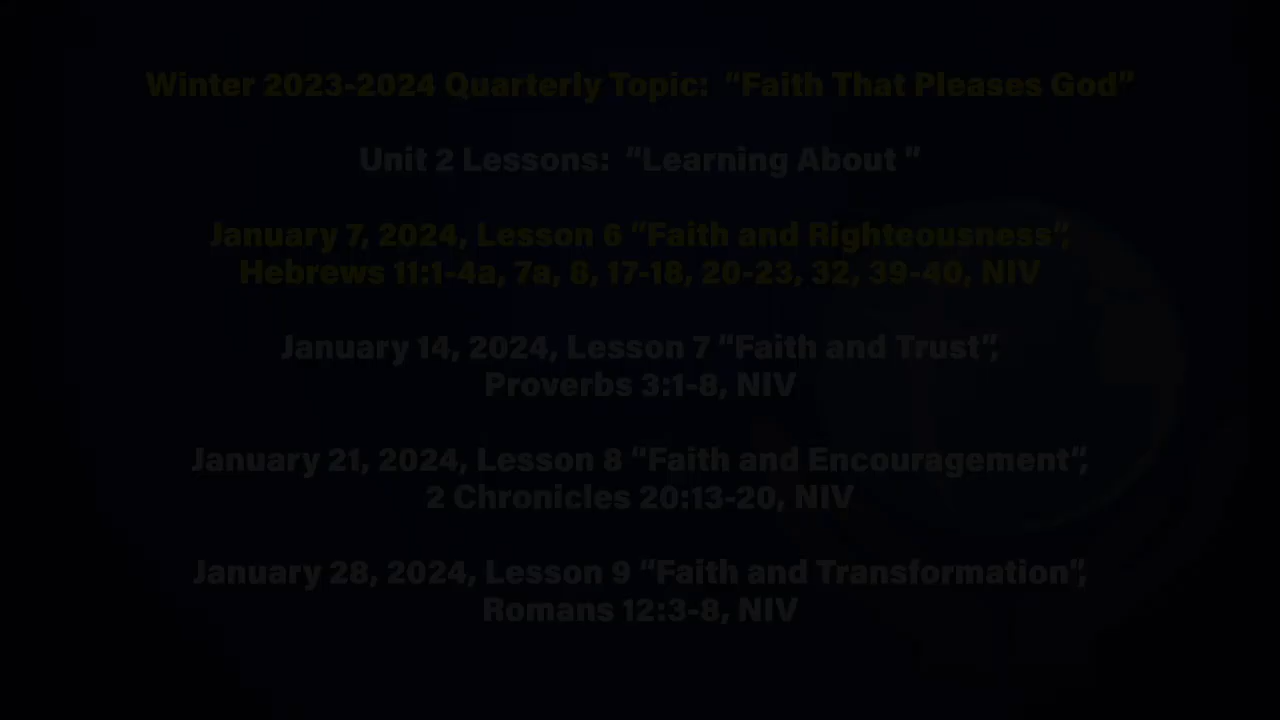 Winter 2023-2024 Quarterly Topic:  "Faith That Pleases God"
Unit 2 Lessons:  "Learning About "
January 7, 2024, Lesson 6 "Faith and Righteousness",
Hebrews 11:1-4a, 7a, 8, 17-18, 20-23, 32, 39-40, NIV
January 14, 2024, Lesson 7 "Faith and Trust",
Proverbs 3:1-8, NIV
January 21, 2024, Lesson 8 "Faith and Encouragement",
2 Chronicles 20:13-20, NIV
January 28, 2024, Lesson 9 "Faith and Transformation",
Romans 12:3-8, NIV